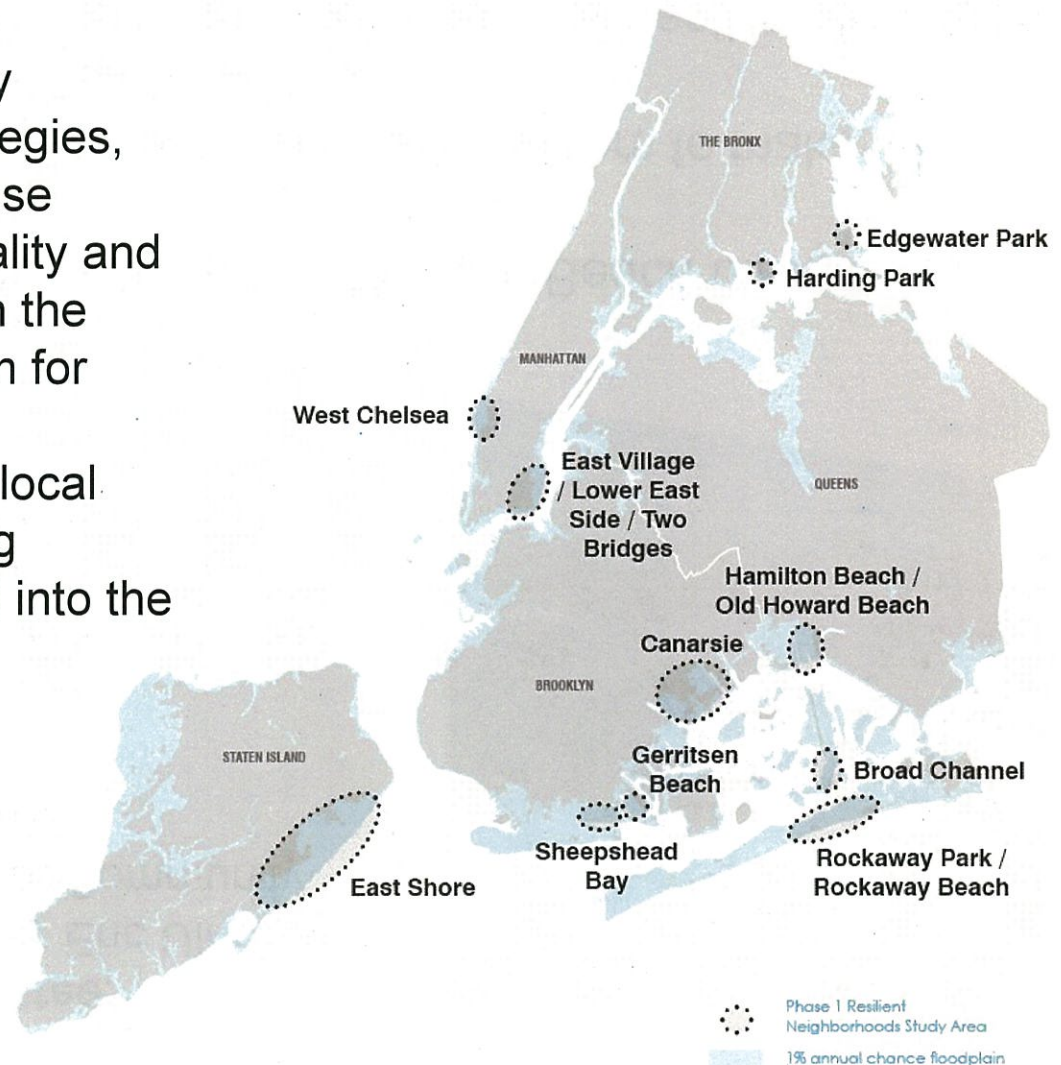 egies,
se
ality and
n the
n for
local
g
into the
THE BRONX
Edgewater Park
Harding Park
MANHATTAN
West Chelsea
East Village
/ Lower East
Side / Two
Bridges
QUEENS
Hamilton Beach /
Old Howard Beach
Canarsie
BROOKLYN
STATEN ISLAND
Gerritsen
Beach
Broad Channel
Sheepshead
Bay
Rockaway Park /
Rockaway Beach
East Shore
Phase 1 Resilient
Neighborhoods Study Area
1% annual chance floodplain